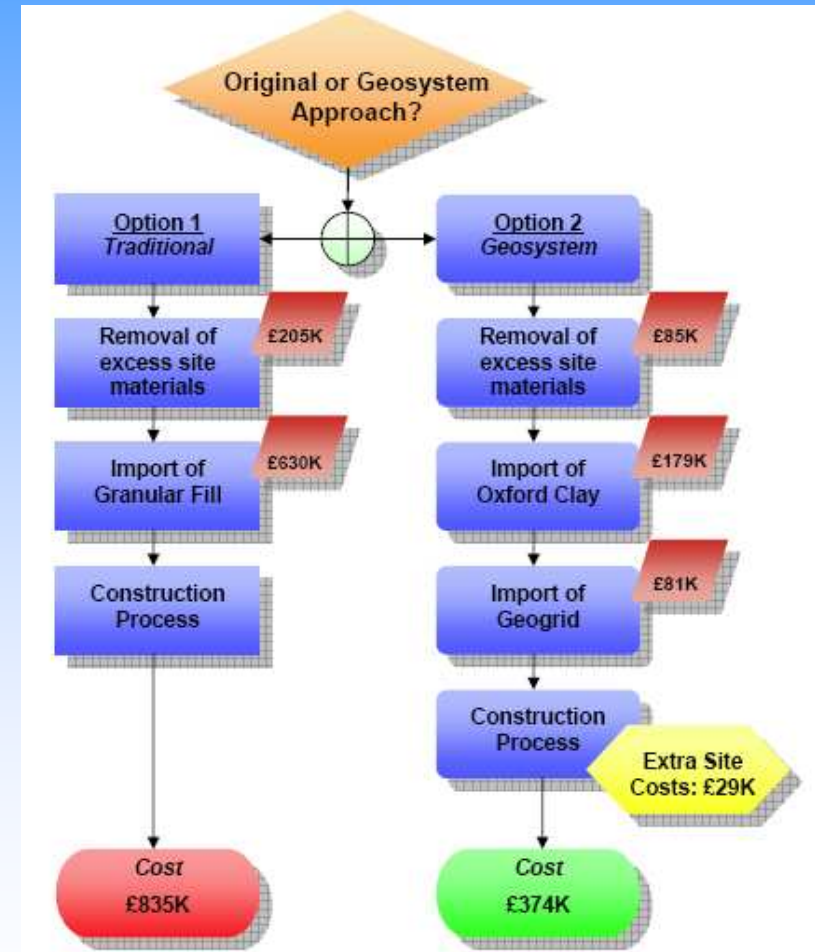 Original or Geosystem
Approach?
Option 1
Traditional
Option 2
Geosystem
Removal of
excess site
materials
£205K
Removal of
excess site
materials
£85K
Import of
Granular Fill
£630K
Import of
Oxford Clay
£179K
Construction
Process
Import of
Geogrid
£81K
Construction
Process
Extra Site
Costs: £29K
Cost
£835K
Cost
£374K